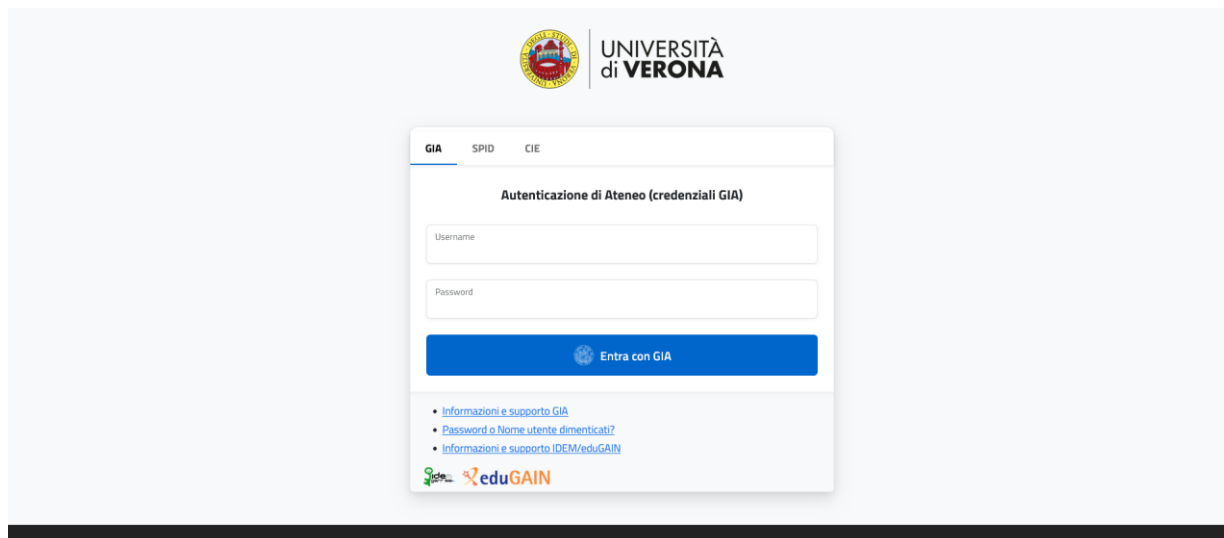 UNIVERSITÀ
di VERONA
GIA SPID CIE
Autenticazione di Ateneo (credenziali GIA)
Username
Password
Entra con GIA
Informazioni e supporto GIA
Password o Nome utente dimenticati?
Informazioni e supporto IDEM/eduGAIN
eduGAIN